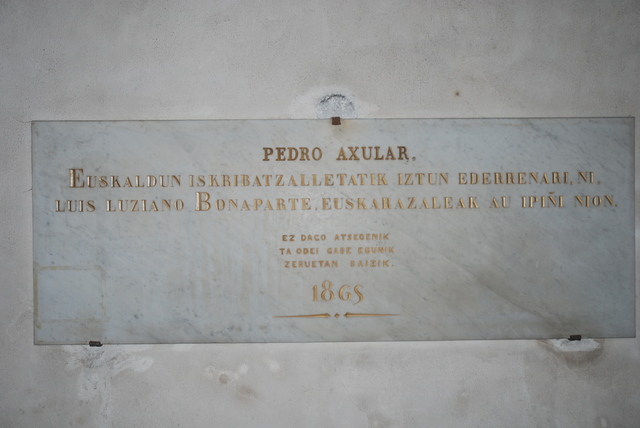 PEDRO AXULAR.
EUSKALDUN ISKRIBATZALLETATIK IZTUN EDERRENARI, NI,
LUIS LUZIANO BONAPARTE, EUSKARAZALEAK AU IPIÑI NION.
EZ DAGO ATSEDENIK
TA ODEI GABE EGUNIK
ZERUETAN BAIZIK.
1865